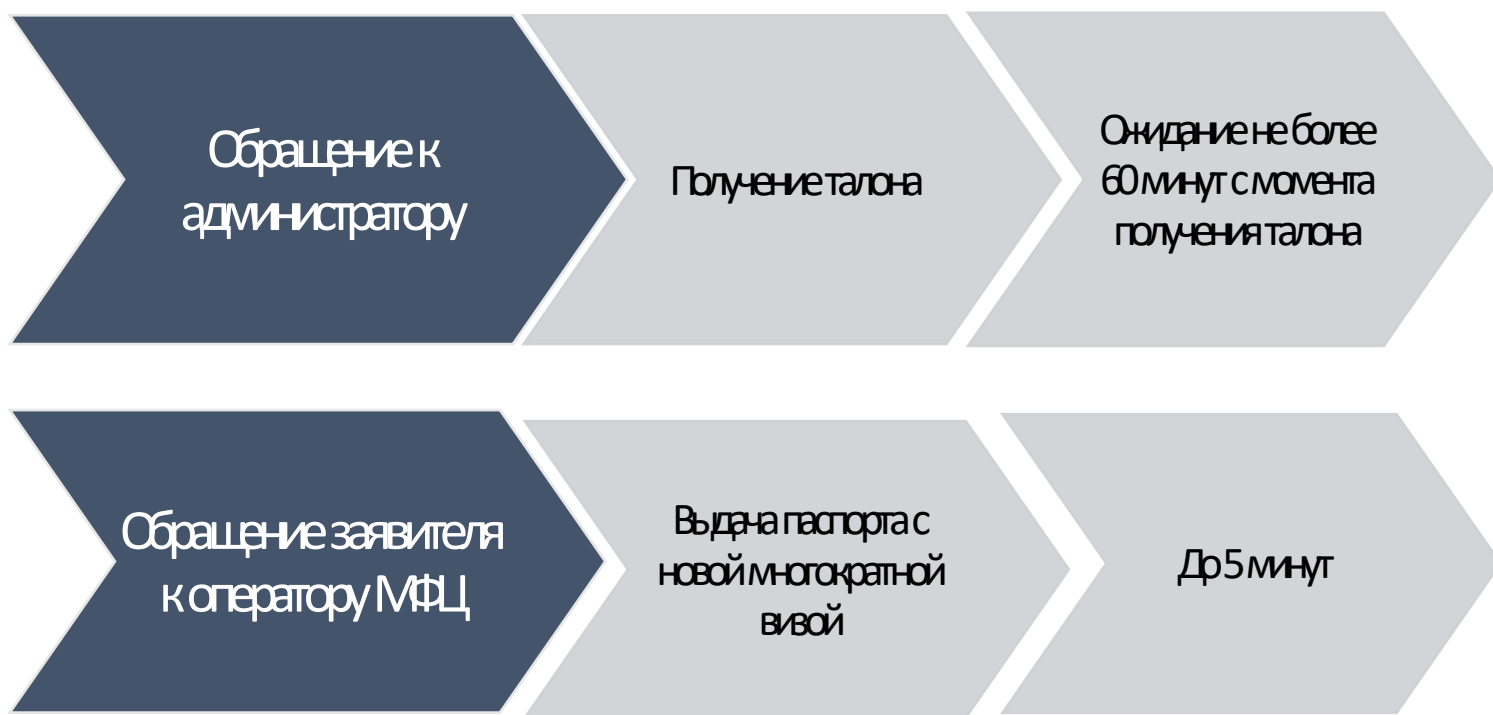 Обращение к
администратору
Получение талона
Ожидание не более
60 минут с момента
получения талона
Обращение заявителя
к оператору МФЦ
Выдача паспорта с
новой многократной
визой
До 5 минут